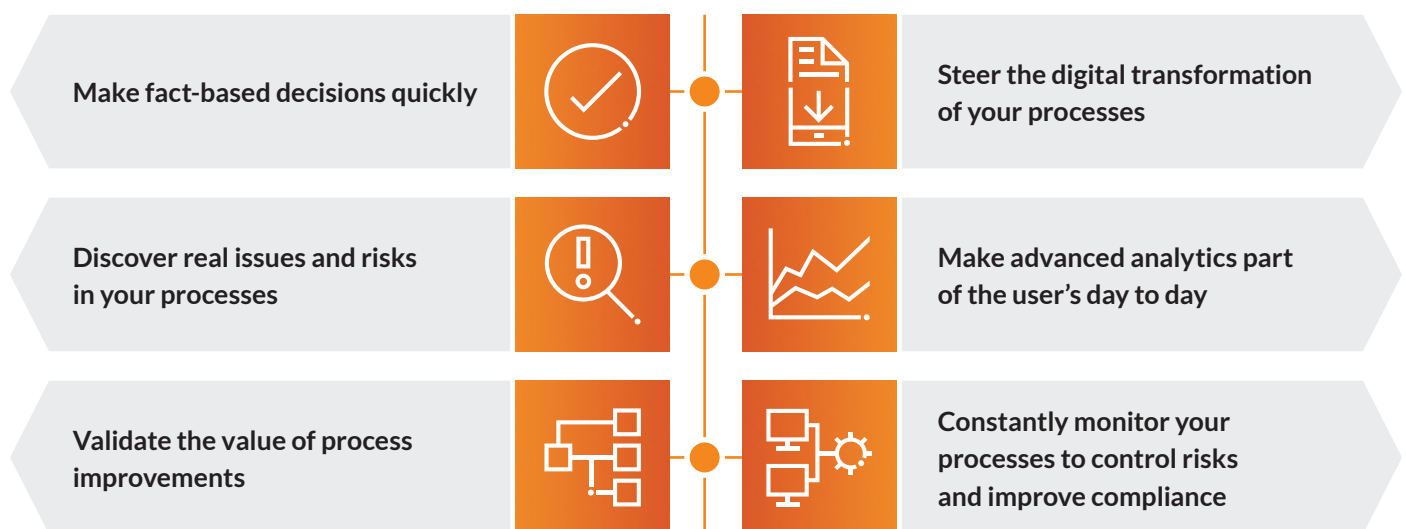 Make fact-based decisions quickly
Steer the digital transformation
of your processes
Discover real issues and risks
in your processes
Make advanced analytics part
of the user’s day to day
Validate the value of process
improvements
Constantly monitor your
processes to control risks
and improve compliance